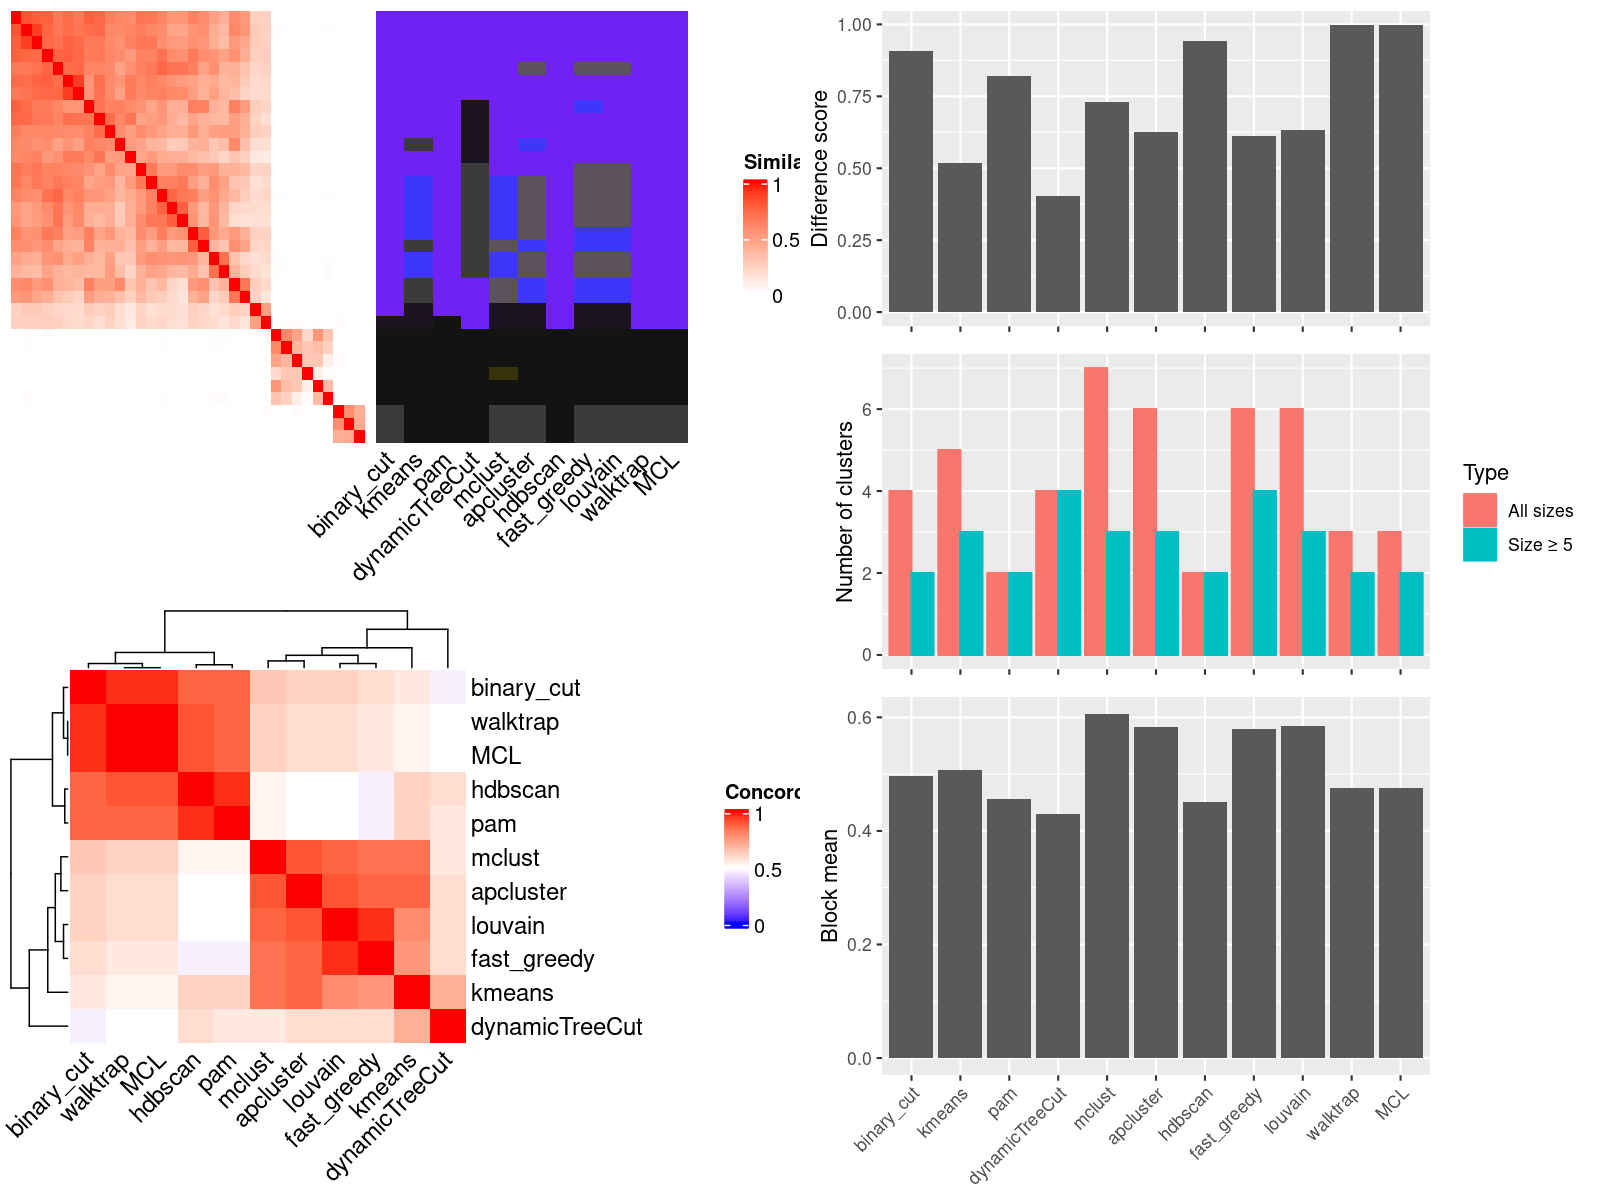 Simila
1
0.5
0
binary_cut
kmeans
pam
dynamicTreeCut
mclust
apcluster
hdbscan
fast_greedy
louvain
walktrap
MCL
binary_cut
walktrap
MCL
hdbscan
pam
mclust
apcluster
louvain
fast_greedy
kmeans
dynamicTreeCut
binary_cut
walktrap
MCL
hdbscan
pam
mclust
apcluster
louvain
fast_greedy
kmeans
dynamicTreeCut
Concord
1
0.5
0
Difference score
1.00
0.75
0.50
0.25
0.00
Number of clusters
6
4
2
0
Type
All sizes
Size ≥ 5
Block mean
0.6
0.4
0.2
0.0
binary_cut
kmeans
pam
dynamicTreeCut
mclust
apcluster
hdbscan
fast_greedy
louvain
walktrap
MCL